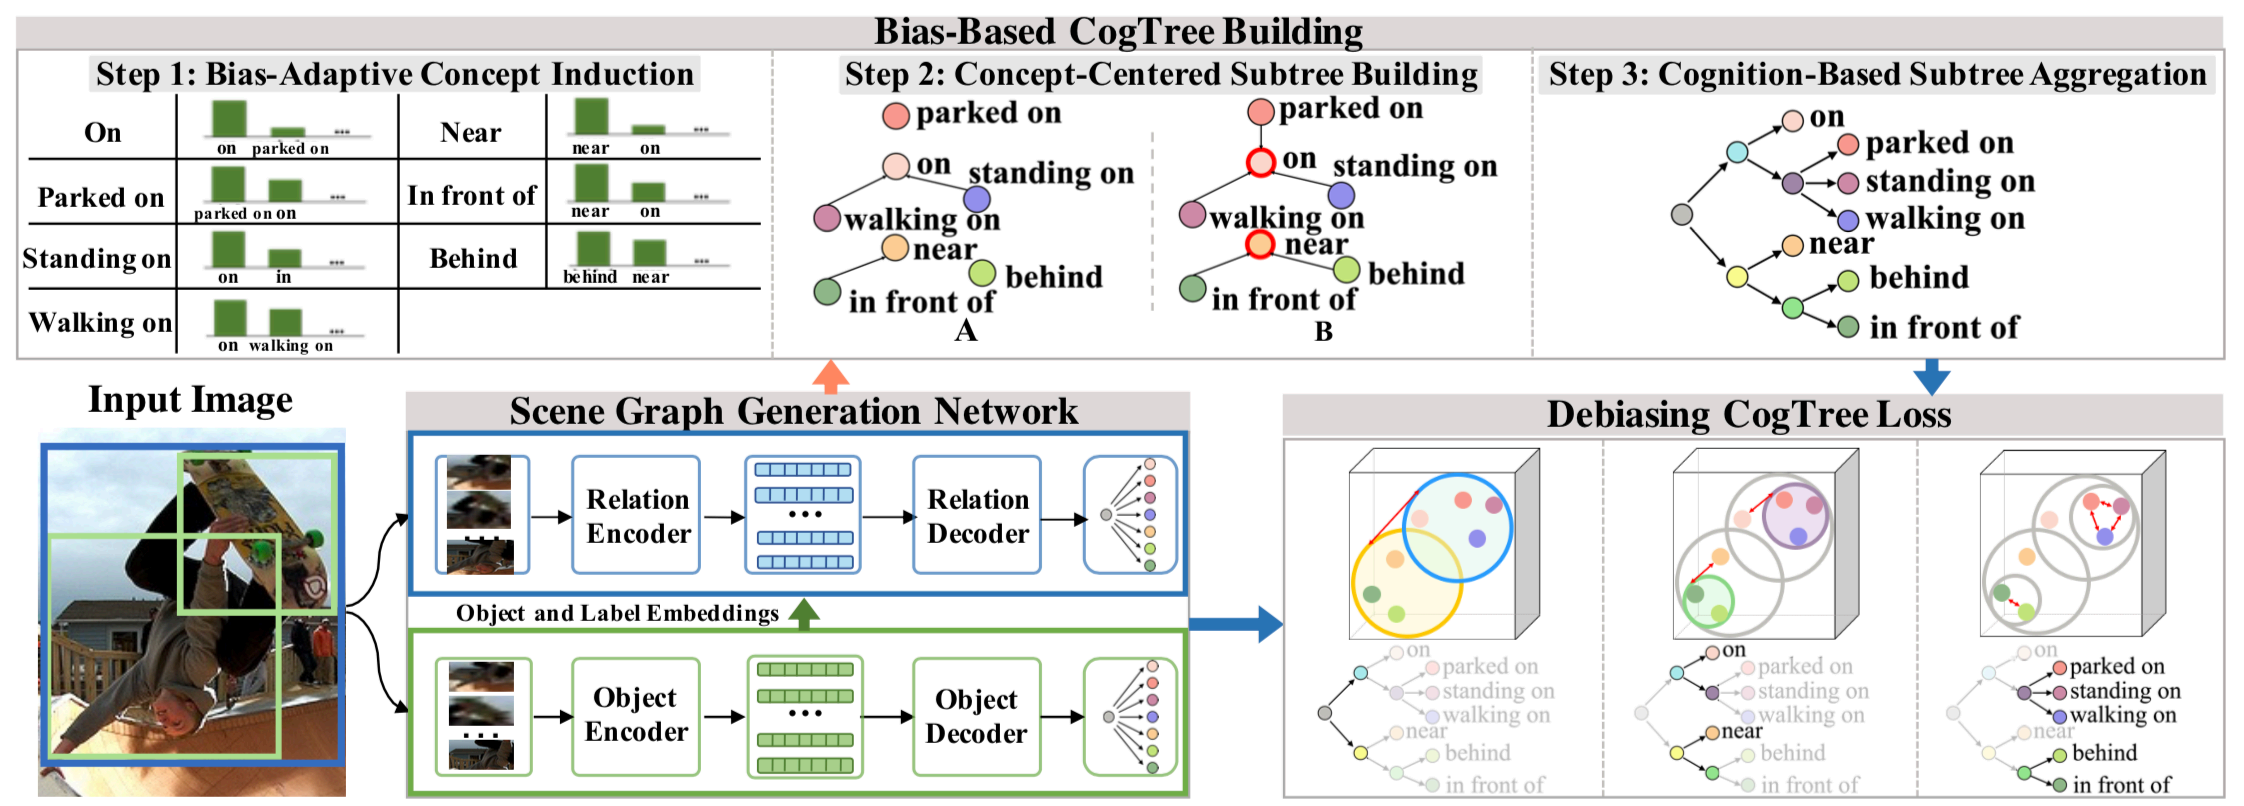 Bias-Based CogTree Building
Step 1: Bias-Adaptive Concept Induction
On
on parked on
...
Near
near on
...
Parked on
parked on on
...
In front of
near on
...
Standing on
on in
...
Behind
behind near
...
Walking on
on walking on
...
Step 2: Concept-Centered Subtree Building
parked on
on
standing on
walking on
near
behind
in front of
A
parked on
on
standing on
walking on
near
behind
in front of
B
Step 3: Cognition-Based Subtree Aggregation
on
parked on
standing on
walking on
near
behind
in front of
Input Image
Scene Graph Generation Network
...
Relation
Encoder
...
Relation
Decoder
Object and Label Embeddings
...
Object
Encoder
...
Object
Decoder
Debiasing CogTree Loss
on
parked on
standing on
walking on
near
behind
in front of
on
parked on
standing on
walking on
near
behind
in front of
on
parked on
standing on
walking on
near
behind
in front of